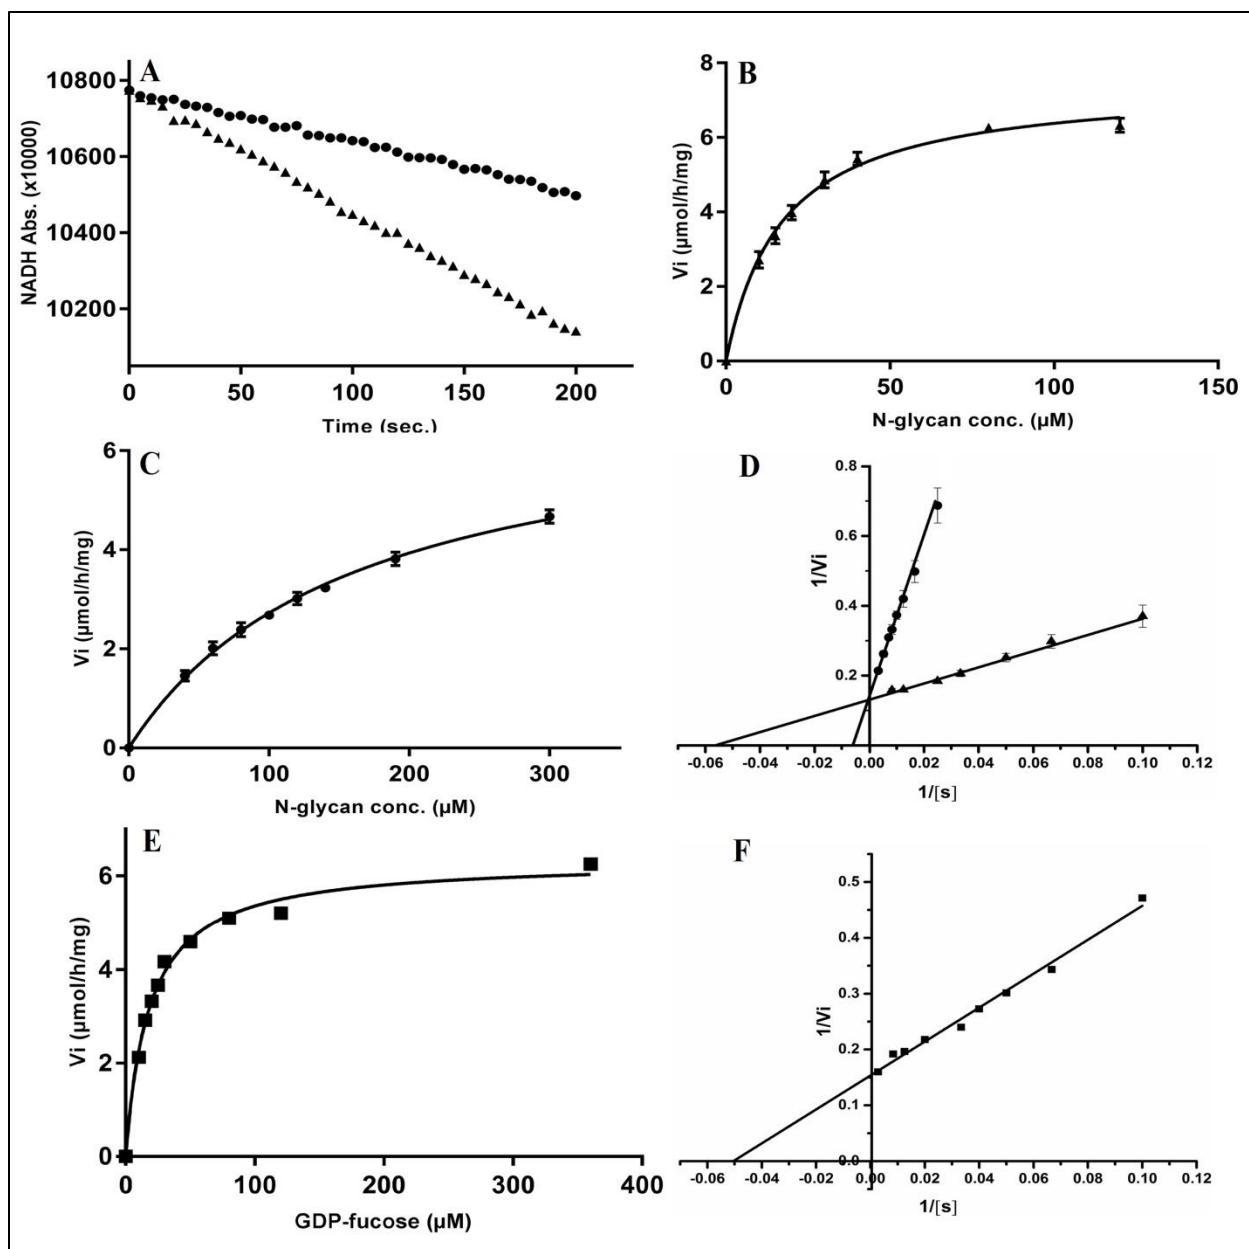 A
10800
10600
10400
10200
NADH Abs. (x10000)
0 50 100 150 200
Time (sec.)
B
8
6
4
2
0
Vi (µmol/h/mg)
0 50 100 150
N-glycan conc. (µM)
C
6
4
2
0
Vi (µmol/h/mg)
0 100 200 300
N-glycan conc. (µM)
D
0.8
0.6
0.4
0.2
1/Vi
-0.06 -0.04 -0.02 0.00 0.02 0.04 0.06 0.08 0.10 0.12
1/[s]
E
6
4
2
0
Vi (µmol/h/mg)
0 100 200 300 400
GDP-fucose (µM)
F
0.5
0.4
0.3
0.2
0.1
0.0
1/Vi
-0.06 -0.04 -0.02 0.00 0.02 0.04 0.06 0.08 0.10 0.12
1/[s]